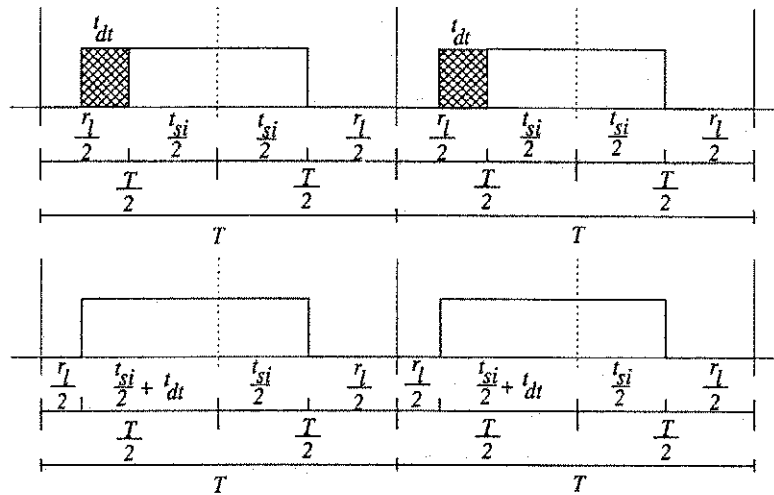 t_dt t_dt
r_l/2 t_si/2 t_si/2 r_l/2 r_l/2 t_si/2 t_si/2 r_l/2
T/2 T/2 T/2 T/2
T T
r_l/2 t_si/2 + t_dt t_si/2 r_l/2 r_l/2 t_si/2 + t_dt t_si/2 r_l/2
T/2 T/2 T/2 T/2
T T